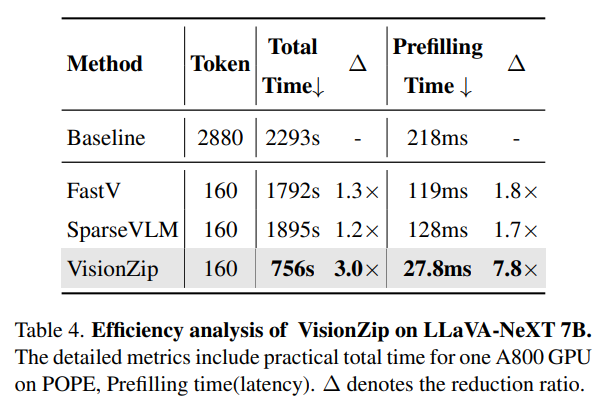 Method Token Total Time↓ Δ Prefilling Time ↓ Δ
Baseline 2880 2293s - 218ms -
FastV 160 1792s 1.3× 119ms 1.8×
SparseVLM 160 1895s 1.2× 128ms 1.7×
VisionZip 160 756s 3.0× 27.8ms 7.8×
Table 4. Efficiency analysis of VisionZip on LLaVA-NeXT 7B.
The detailed metrics include practical total time for one A800 GPU
on POPE, Prefilling time(latency). Δ denotes the reduction ratio.